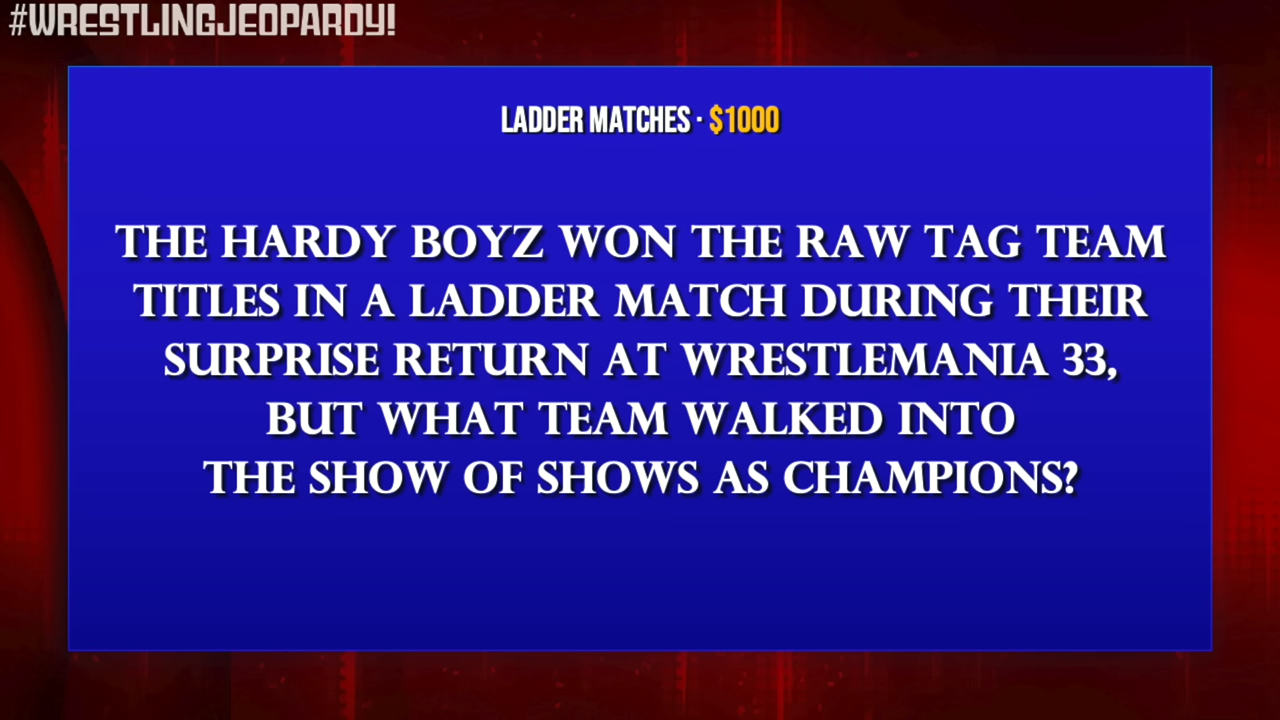 #WRESTLINGJEOPARDY!
LADDER MATCHES · $1000
THE HARDY BOYZ WON THE RAW TAG TEAM
TITLES IN A LADDER MATCH DURING THEIR
SURPRISE RETURN AT WRESTLEMANIA 33,
BUT WHAT TEAM WALKED INTO
THE SHOW OF SHOWS AS CHAMPIONS?